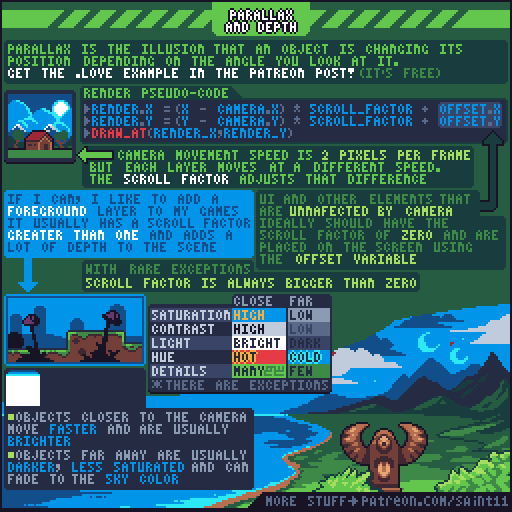 PARALLAX
AND DEPTH
PARALLAX IS THE ILLUSION THAT AN OBJECT IS CHANGING ITS
POSITION DEPENDING ON THE ANGLE YOU LOOK AT IT.
GET THE .LOVE EXAMPLE IN THE PATREON POST! (IT'S FREE)
RENDER PSEUDO-CODE
RENDER.X =(X - CAMERA.X) * SCROLL_FACTOR + OFFSET.X
RENDER.Y =(Y - CAMERA.Y) * SCROLL_FACTOR + OFFSET.Y
DRAW_AT(RENDER_X,RENDER_Y)
CAMERA MOVEMENT SPEED IS 2 PIXELS PER FRAME
BUT EACH LAYER MOVES AT A DIFFERENT SPEED.
THE SCROLL FACTOR ADJUSTS THAT DIFFERENCE
IF I CAN, I LIKE TO ADD A
FOREGROUND LAYER TO MY GAMES
IT USUALLY HAS A SCROLL FACTOR
GREATER THAN ONE AND ADDS A
LOT OF DEPTH TO THE SCENE
UI AND OTHER ELEMENTS THAT
ARE UNNAFECTED BY CAMERA
IDEALLY SHOULD HAVE THE
SCROLL FACTOR OF ZERO AND ARE
PLACED ON THE SCREEN USING
THE OFFSET VARIABLE
WITH RARE EXCEPTIONS
SCROLL FACTOR IS ALWAYS BIGGER THAN ZERO
CLOSE FAR
SATURATION HIGH LOW
CONTRAST HIGH LOW
LIGHT BRIGHT DARK
HUE HOT COLD
DETAILS MANY FEW
*THERE ARE EXCEPTIONS
OBJECTS CLOSER TO THE CAMERA
MOVE FASTER AND ARE USUALLY
BRIGHTER
OBJECTS FAR AWAY ARE USUALLY
DARKER, LESS SATURATED AND CAN
FADE TO THE SKY COLOR
MORE STUFF→PATREON.COM/SAINT11